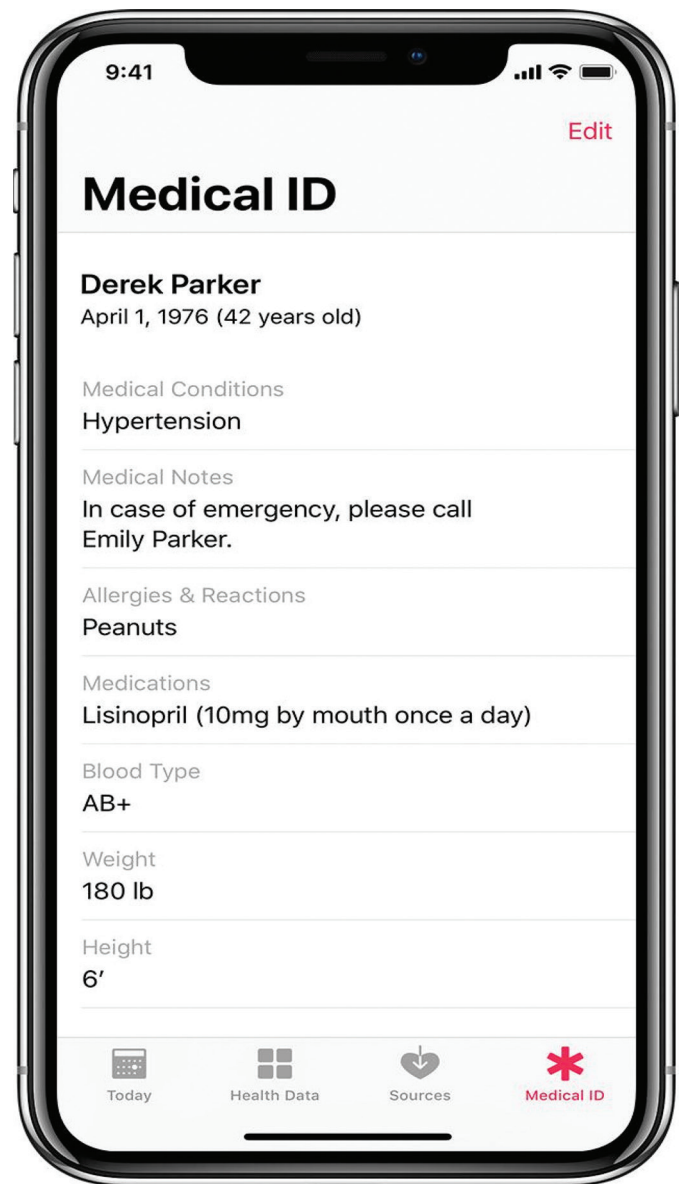 9:41
Edit
Medical ID
Derek Parker
April 1, 1976 (42 years old)
Medical Conditions
Hypertension
Medical Notes
In case of emergency, please call
Emily Parker.
Allergies & Reactions
Peanuts
Medications
Lisinopril (10mg by mouth once a day)
Blood Type
AB+
Weight
180 lb
Height
6′
Today
Health Data
Sources
Medical ID